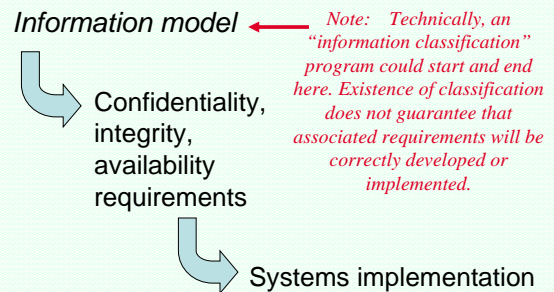 Information model
Note: Technically, an
“information classification”
program could start and end
here. Existence of classification
does not guarantee that
associated requirements will be
correctly developed or
implemented.
Confidentiality,
integrity,
availability
requirements
Systems implementation